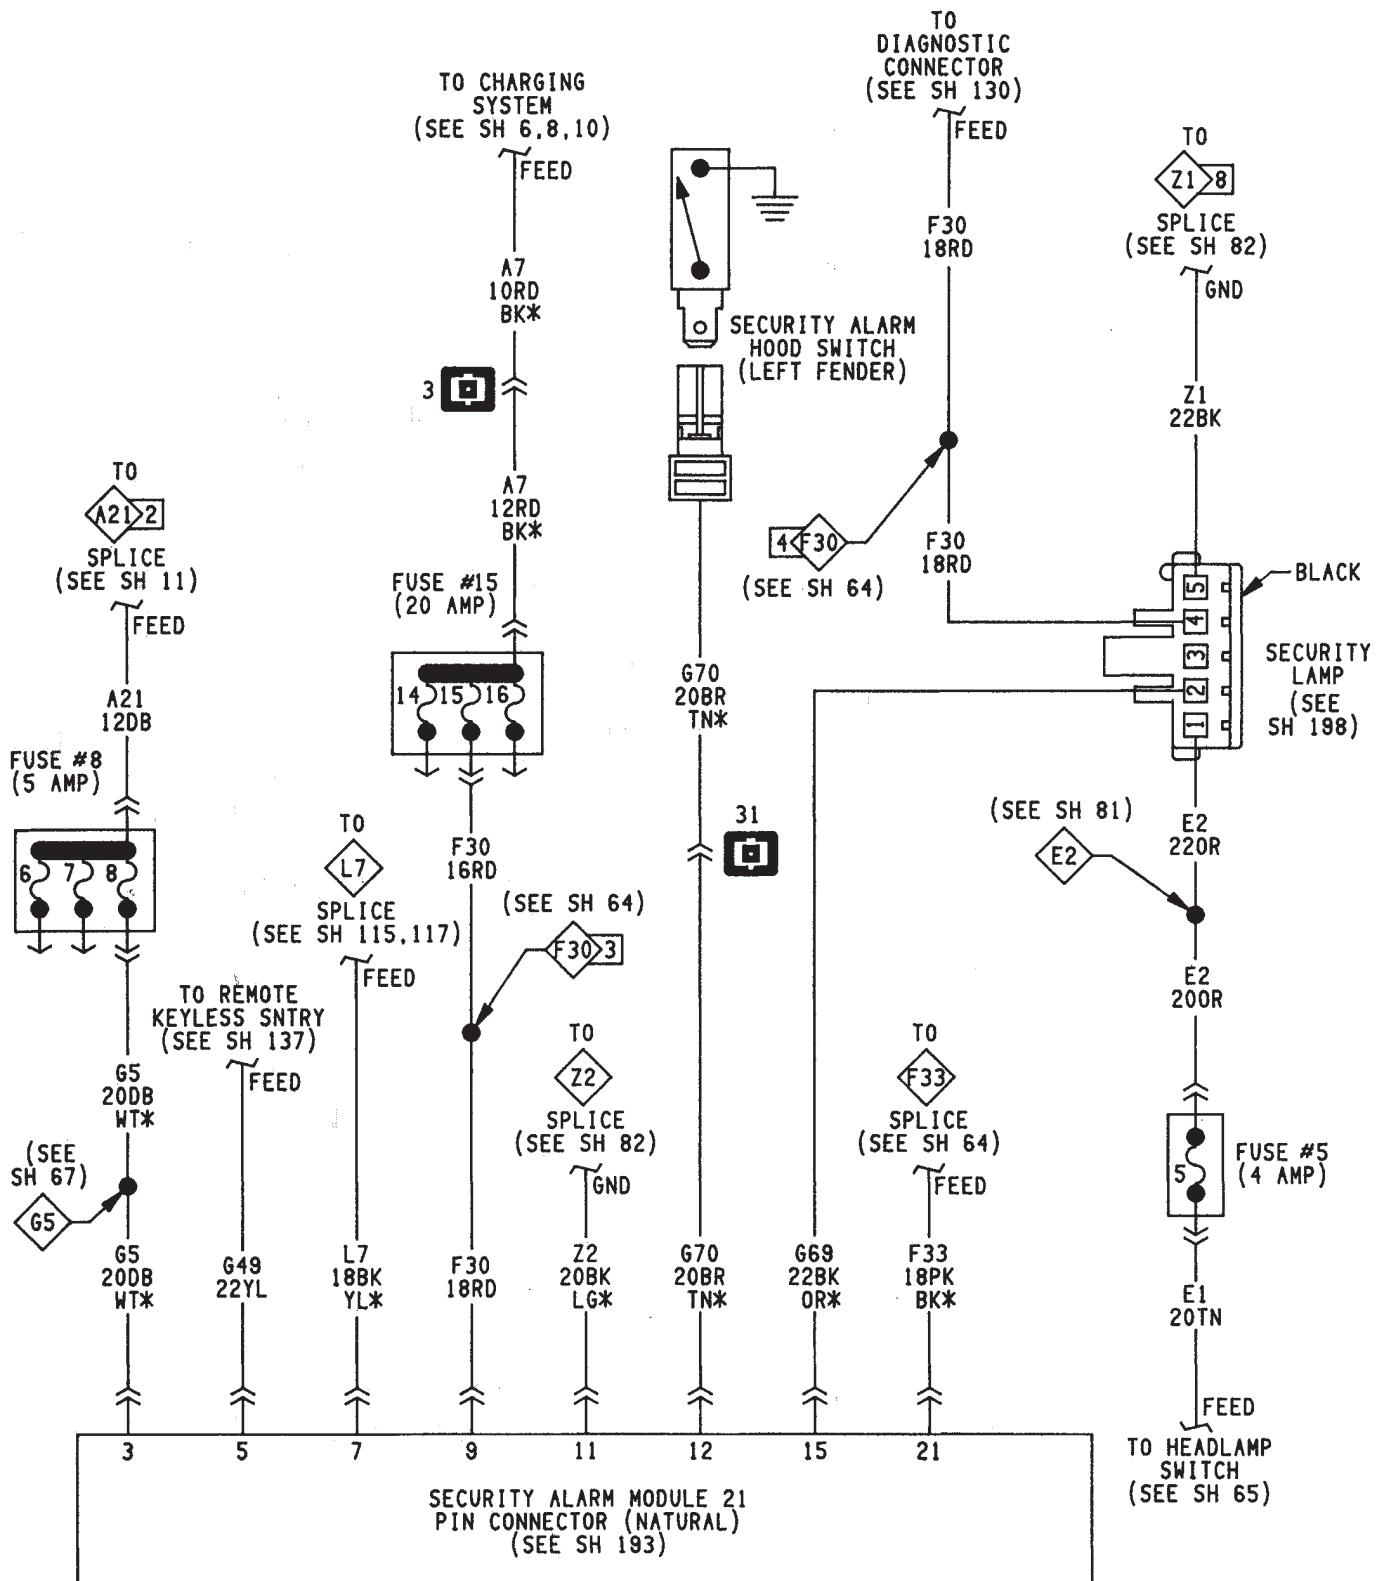 TO
DIAGNOSTIC
CONNECTOR
(SEE SH 130)
FEED
TO CHARGING
SYSTEM
(SEE SH 6,8,10)
FEED
TO
Z1 8
SPLICE
(SEE SH 82)
GND
F30
18RD
A7
10RD
BK*
SECURITY ALARM
HOOD SWITCH
(LEFT FENDER)
3
Z1
22BK
TO
A21 2
SPLICE
(SEE SH 11)
FEED
A7
12RD
BK*
4 F30
(SEE SH 64)
F30
18RD
BLACK
5
4
3
2
1
SECURITY
LAMP
(SEE
SH 198)
FUSE #15
(20 AMP)
14 15 16
G70
20BR
TN*
A21
12DB
FUSE #8
(5 AMP)
6 7 8
TO
L7
SPLICE
(SEE SH 115,117)
FEED
F30
16RD
31
(SEE SH 81)
E2
E2
22OR
(SEE SH 64)
F30 3
E2
20OR
TO REMOTE
KEYLESS SNTRY
(SEE SH 137)
FEED
TO
Z2
SPLICE
(SEE SH 82)
GND
TO
F33
SPLICE
(SEE SH 64)
FEED
G5
20DB
WT*
(SEE
SH 67)
G5
5
FUSE #5
(4 AMP)
G5
20DB
WT*
G49
22YL
L7
18BK
YL*
F30
18RD
Z2
20BK
LG*
G70
20BR
TN*
G69
22BK
OR*
F33
18PK
BK*
E1
20TN
FEED
TO HEADLAMP
SWITCH
(SEE SH 65)
3 5 7 9 11 12 15 21
SECURITY ALARM MODULE 21
PIN CONNECTOR (NATURAL)
(SEE SH 193)